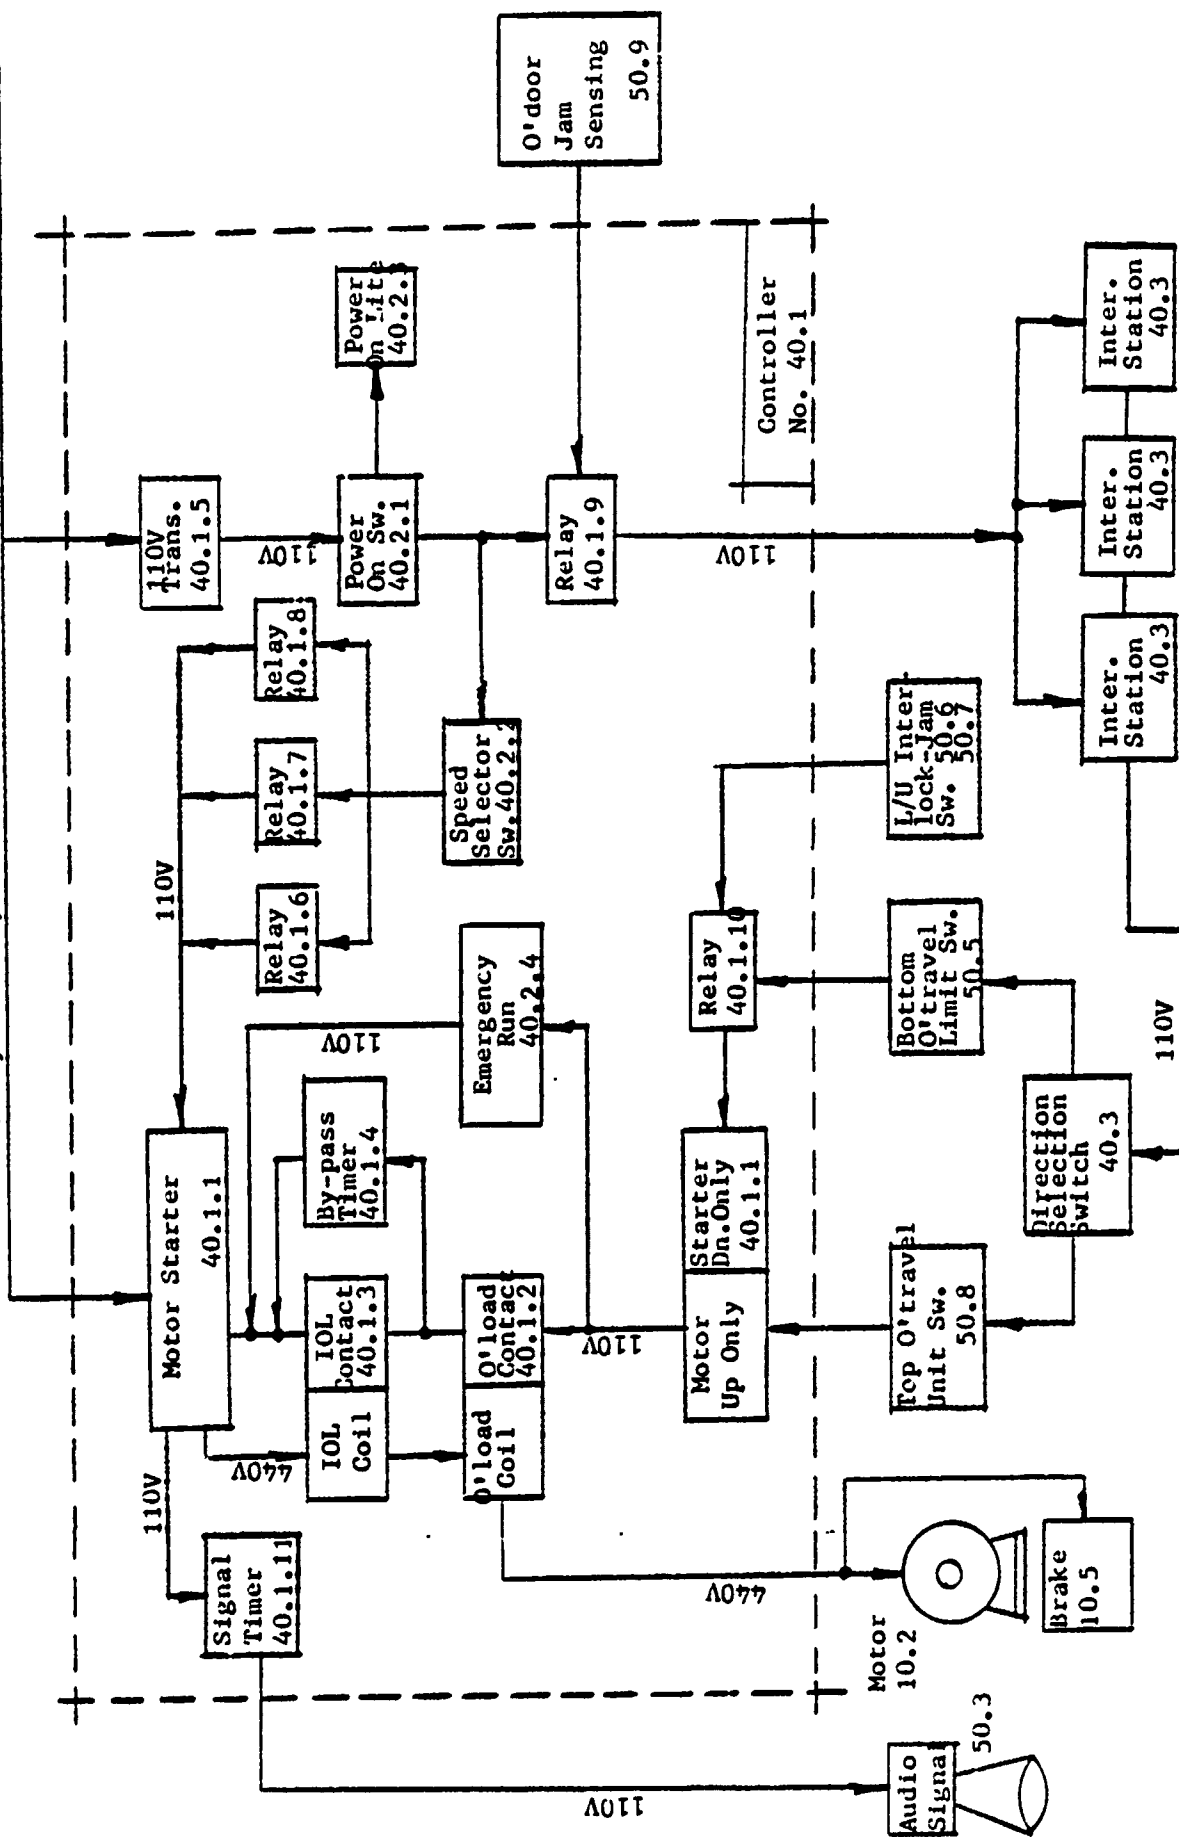 O'door
Jam
Sensing
50.9
Power
On Lite
40.2.
Controller
No. 40.1
110V
Trans.
40.1.5
110V
Power
On Sw.
40.2.1
Relay
40.1.9
110V
Inter.
Station
40.3
Inter.
Station
40.3
Inter.
Station
40.3
Relay
40.1.8
Relay
40.1.7
Relay
40.1.6
110V
Speed
Selector
Sw.40.2.2
L/U Inter-
lock-Jam
Sw. 50.6
50.7
Relay
40.1.10
Bottom
O'travel
Limit Sw.
50.5
110V
Emergency
Run
40.2.4
110V
Motor Starter
40.1.1
By-pass
Timer
40.1.4
IOL
Contact
40.1.3
O'load
Contact
40.1.2
110V
Starter
Dn.Only
40.1.1
Motor
Up Only
Direction
Selection
Switch
40.3
Top O'travel
Unit Sw.
50.8
IOL
Coil
440V
O'load
Coil
110V
Signal
Timer
40.1.11
440V
Motor
10.2
Brake
10.5
110V
Audio
Signal
50.3